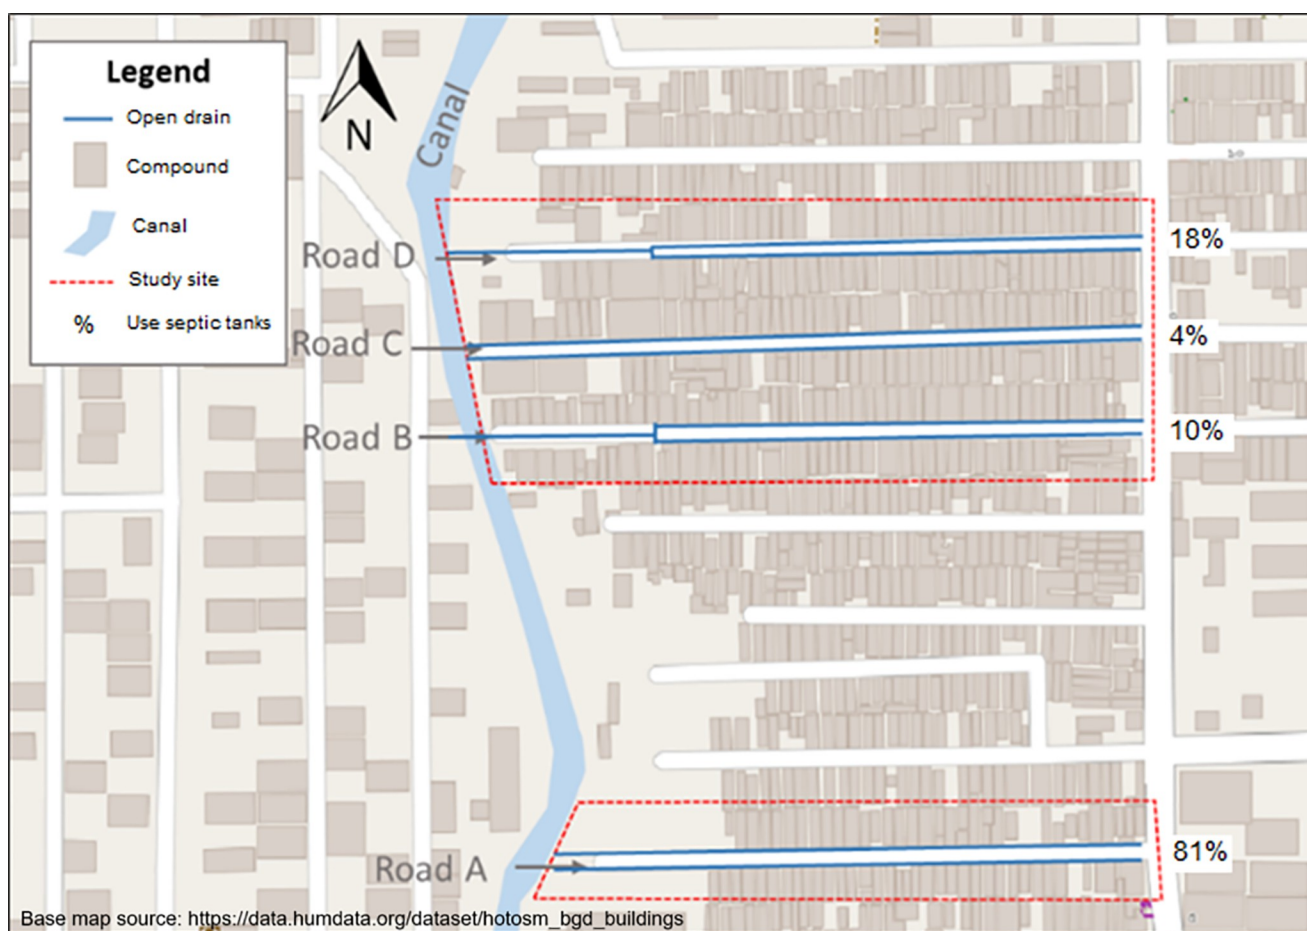 Legend
Open drain
Compound
Canal
Study site
% Use septic tanks
N
Canal
Road D
18%
Road C
4%
Road B
10%
Road A
81%
Base map source: https://data.humdata.org/dataset/hotosm_bgd_buildings